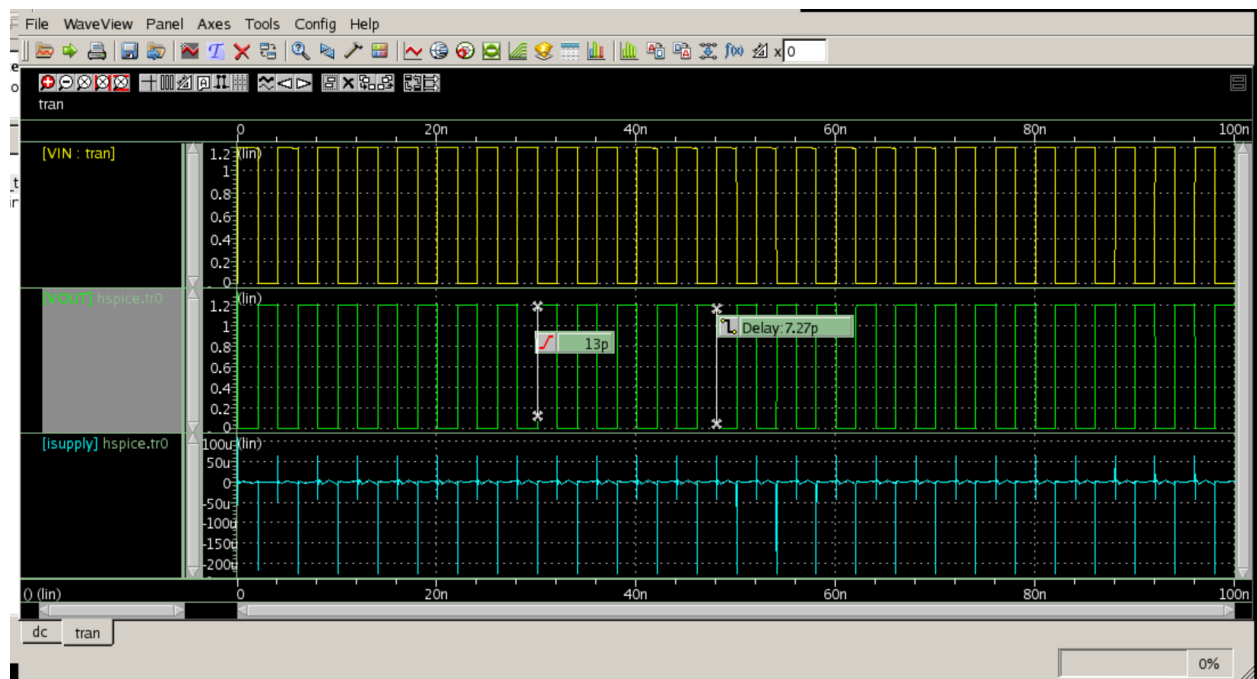 File WaveView Panel Axes Tools Config Help
x 0
tran
0 20n 40n 60n 80n 100n
[VIN : tran]
(lin)
1.2
1
0.8
0.6
0.4
0.2
0
[VOUT] hspice.tr0
(lin)
1.2
1
0.8
0.6
0.4
0.2
0
13p
Delay:7.27p
[isupply] hspice.tr0
(lin)
100u
50u
0
-50u
-100u
-150u
-200u
() (lin)
0 20n 40n 60n 80n 100n
dc tran
0%